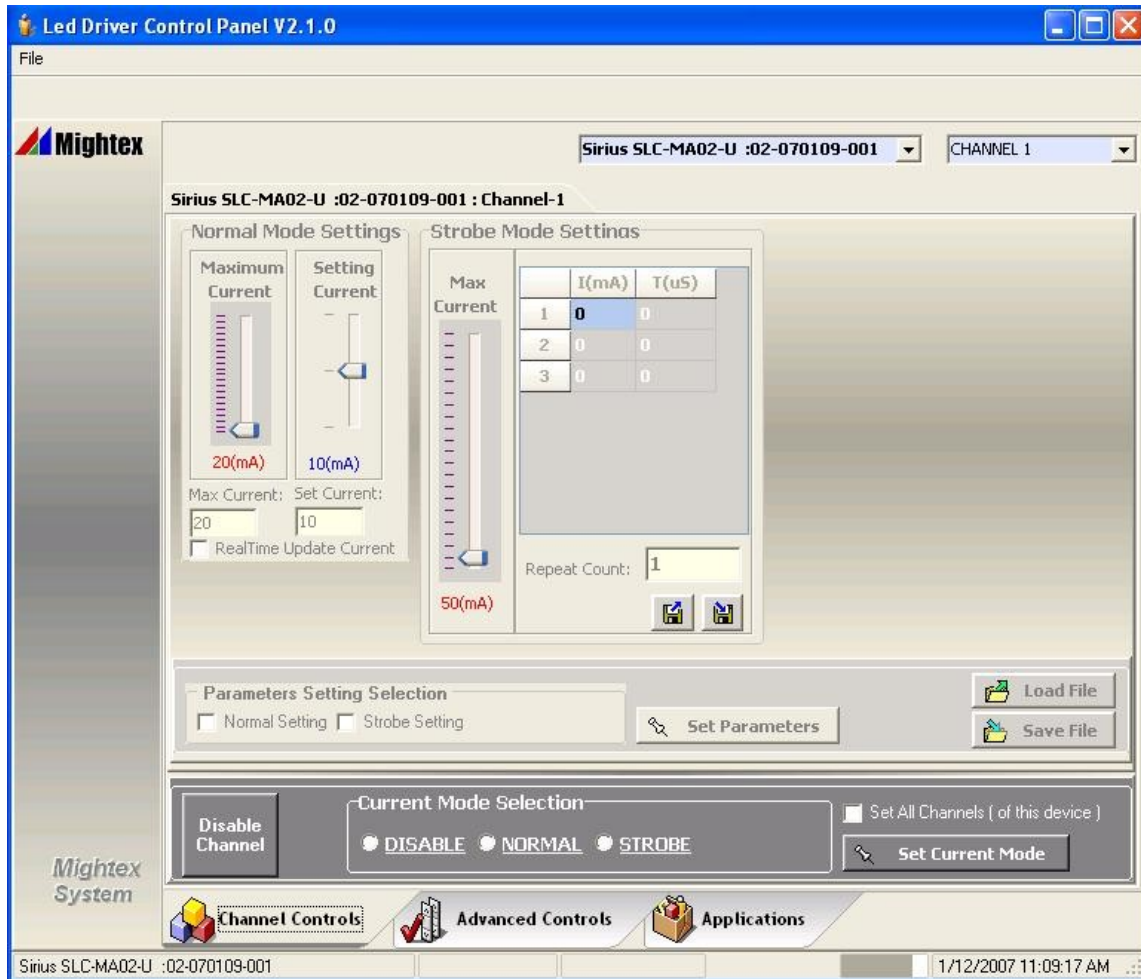 Led Driver Control Panel V2.1.0
File
Mightex
Sirius SLC-MA02-U :02-070109-001
CHANNEL 1
Sirius SLC-MA02-U :02-070109-001 : Channel-1
Normal Mode Settings
Maximum Current
Setting Current
20(mA)
10(mA)
Max Current:
Set Current:
20
10
RealTime Update Current
Strobe Mode Settings
Max Current
50(mA)
I(mA) T(uS)
1 0 0
2 0 0
3 0 0
Repeat Count: 1
Parameters Setting Selection
Normal Setting Strobe Setting
Set Parameters
Load File
Save File
Disable Channel
Current Mode Selection
DISABLE NORMAL STROBE
Set All Channels ( of this device )
Set Current Mode
Mightex System
Channel Controls
Advanced Controls
Applications
Sirius SLC-MA02-U :02-070109-001
1/12/2007 11:09:17 AM